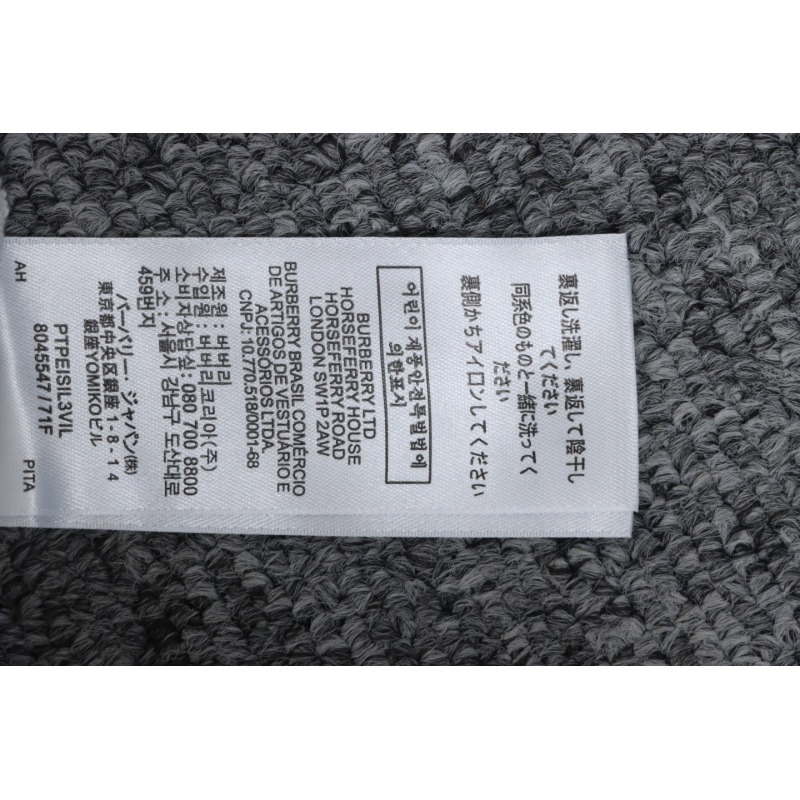 裏返し洗濯し、裏返して陰干し
てください
同系色のものと一緒に洗ってく
ださい
裏側からアイロンしてください
어린이 제품안전특별법에
의한표시
BURBERRY LTD
HORSEFERRY HOUSE
HORSEFERRY ROAD
LONDON SW1P 2AW
BURBERRY BRASIL COMÉRCIO
DE ARTIGOS DE VESTUÁRIO E
ACESSORIOS LTDA.
CNPJ: 10.770.518/0001-68
제조원 : 버버리
수입원 : 버버리코리아(주)
소비자상담실 : 080 700 8800
주 소 : 서울시 강남구 도산대로
459번지
バーバリー・ジャパン㈱
東京都中央区銀座 1 - 8 - 1 4
銀座YOMIKOビル
PTPEISIL3VIL
8045547 / 71F
AH
PITA